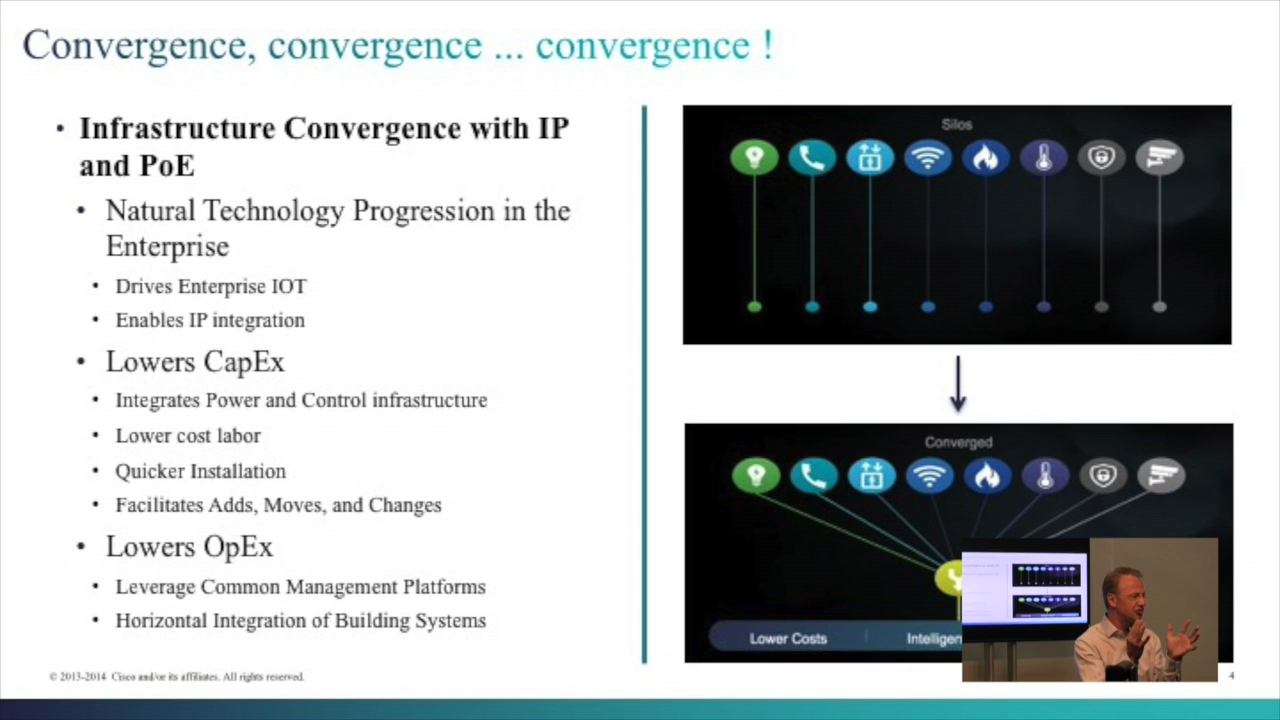 Convergence, convergence ... convergence !
• Infrastructure Convergence with IP
and PoE
• Natural Technology Progression in the
Enterprise
• Drives Enterprise IOT
• Enables IP integration
• Lowers CapEx
• Integrates Power and Control infrastructure
• Lower cost labor
• Quicker Installation
• Facilitates Adds, Moves, and Changes
• Lowers OpEx
• Leverage Common Management Platforms
• Horizontal Integration of Building Systems
Silos
Converged
Lower Costs
© 2013-2014 Cisco and/or its affiliates. All rights reserved.
4